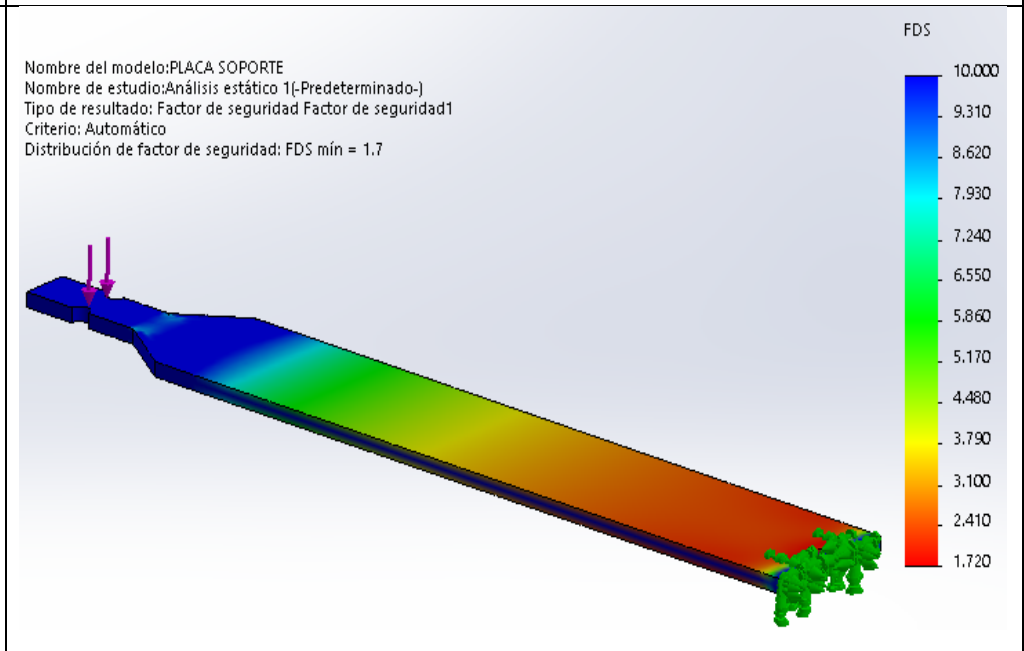 FDS
Nombre del modelo:PLACA SOPORTE
Nombre de estudio:Análisis estático 1(-Predeterminado-)
Tipo de resultado: Factor de seguridad Factor de seguridad1
Criterio: Automático
Distribución de factor de seguridad: FDS mín = 1.7
10.000
9.310
8.620
7.930
7.240
6.550
5.860
5.170
4.480
3.790
3.100
2.410
1.720